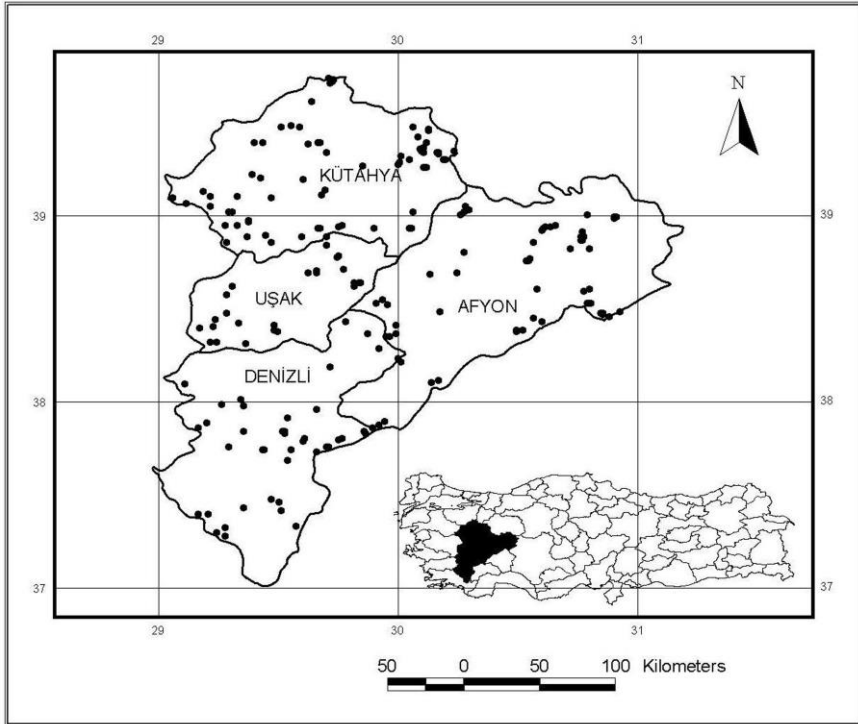 29 30 31
N
KÜTAHYA
39 39
UŞAK
AFYON
DENİZLİ
38 38
37 37
29 30 31
50 0 50 100 Kilometers